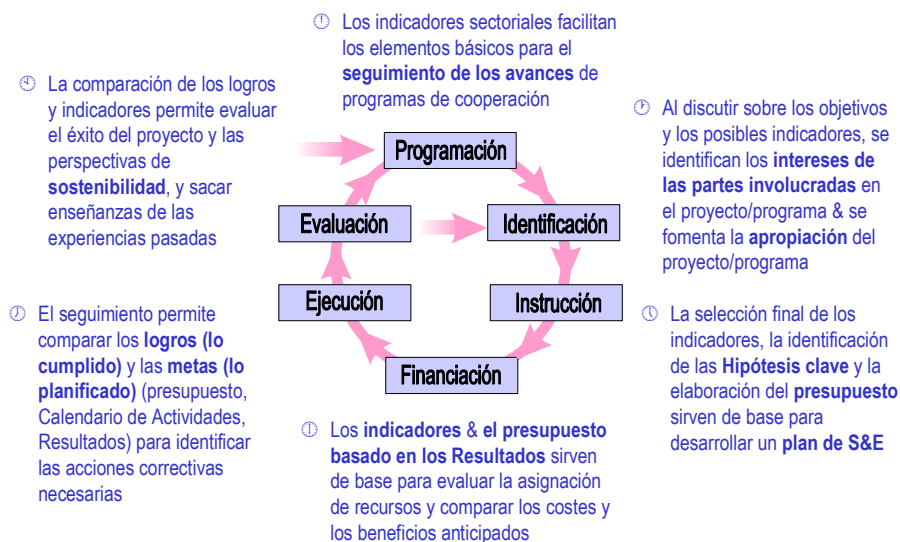 Los indicadores sectoriales facilitan
los elementos básicos para el
seguimiento de los avances de
programas de cooperación
La comparación de los logros
y indicadores permite evaluar
el éxito del proyecto y las
perspectivas de
sostenibilidad, y sacar
enseñanzas de las
experiencias pasadas
Al discutir sobre los objetivos
y los posibles indicadores, se
identifican los intereses de
las partes involucradas en
el proyecto/programa & se
fomenta la apropiación del
proyecto/programa
Programación
Evaluación
Identificación
Ejecución
Instrucción
Financiación
El seguimiento permite
comparar los logros (lo
cumplido) y las metas (lo
planificado) (presupuesto,
Calendario de Actividades,
Resultados) para identificar
las acciones correctivas
necesarias
La selección final de los
indicadores, la identificación
de las Hipótesis clave y la
elaboración del presupuesto
sirven de base para
desarrollar un plan de S&E
Los indicadores & el presupuesto
basado en los Resultados sirven
de base para evaluar la asignación
de recursos y comparar los costes y
los beneficios anticipados